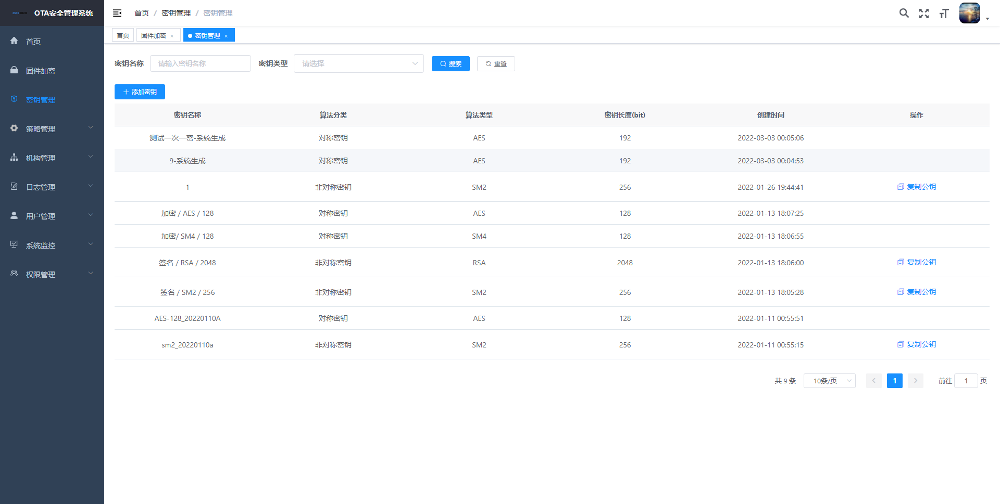 OTA安全管理系统
首页 / 密钥管理 / 密钥管理
首页
固件加密 ×
密钥管理 ×
首页
固件加密
密钥管理
策略管理
机构管理
日志管理
用户管理
系统监控
权限管理
密钥名称 请输入密钥名称 密钥类型 请选择 搜索 重置
添加密钥
密钥名称 算法分类 算法类型 密钥长度(bit) 创建时间 操作
测试一次一密-系统生成 对称密钥 AES 192 2022-03-03 00:05:06
9-系统生成 对称密钥 AES 192 2022-03-03 00:04:53
1 非对称密钥 SM2 256 2022-01-26 19:44:41 复制公钥
加密 / AES / 128 对称密钥 AES 128 2022-01-13 18:07:25
加密/ SM4 / 128 对称密钥 SM4 128 2022-01-13 18:06:55
签名 / RSA / 2048 非对称密钥 RSA 2048 2022-01-13 18:06:00 复制公钥
签名 / SM2 / 256 非对称密钥 SM2 256 2022-01-13 18:05:28 复制公钥
AES-128_20220110A 对称密钥 AES 128 2022-01-11 00:55:51
sm2_20220110a 非对称密钥 SM2 256 2022-01-11 00:55:15 复制公钥
共 9 条 10条/页 1 前往 1 页